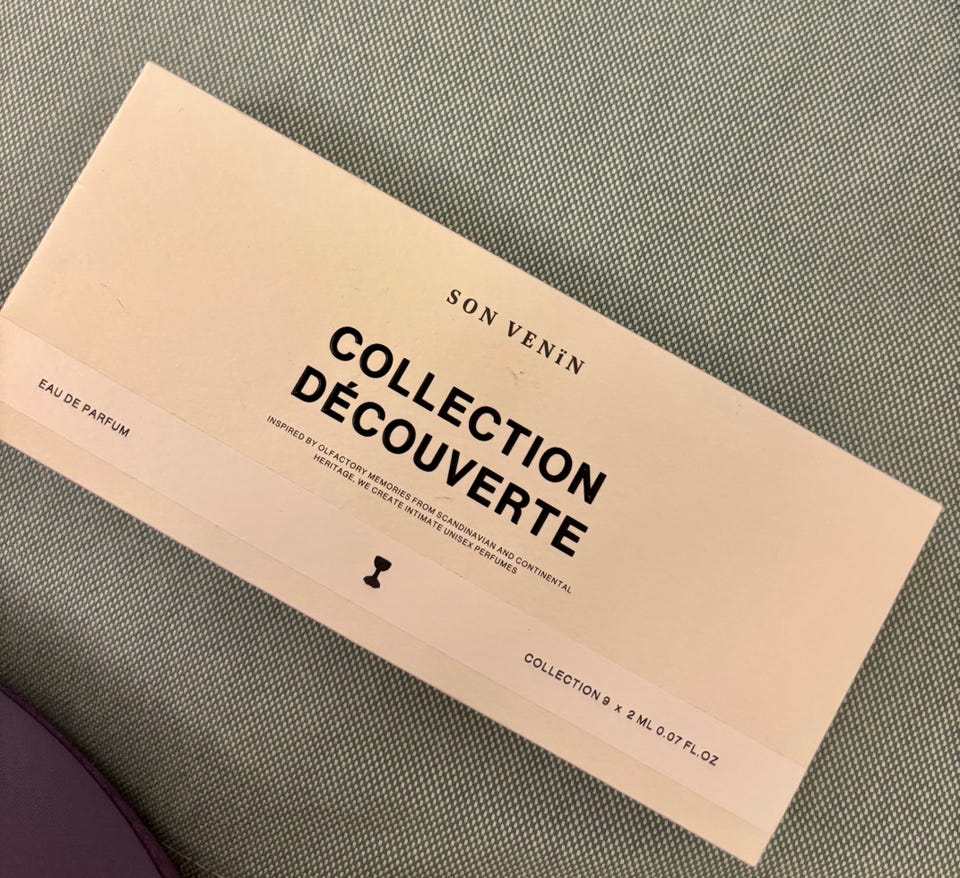 SON VENïN
COLLECTION
DÉCOUVERTE
INSPIRED BY OLFACTORY MEMORIES FROM SCANDINAVIAN AND CONTINENTAL
HERITAGE, WE CREATE INTIMATE UNISEX PERFUMES
EAU DE PARFUM
COLLECTION 9 x 2 ML 0.07 FL.OZ